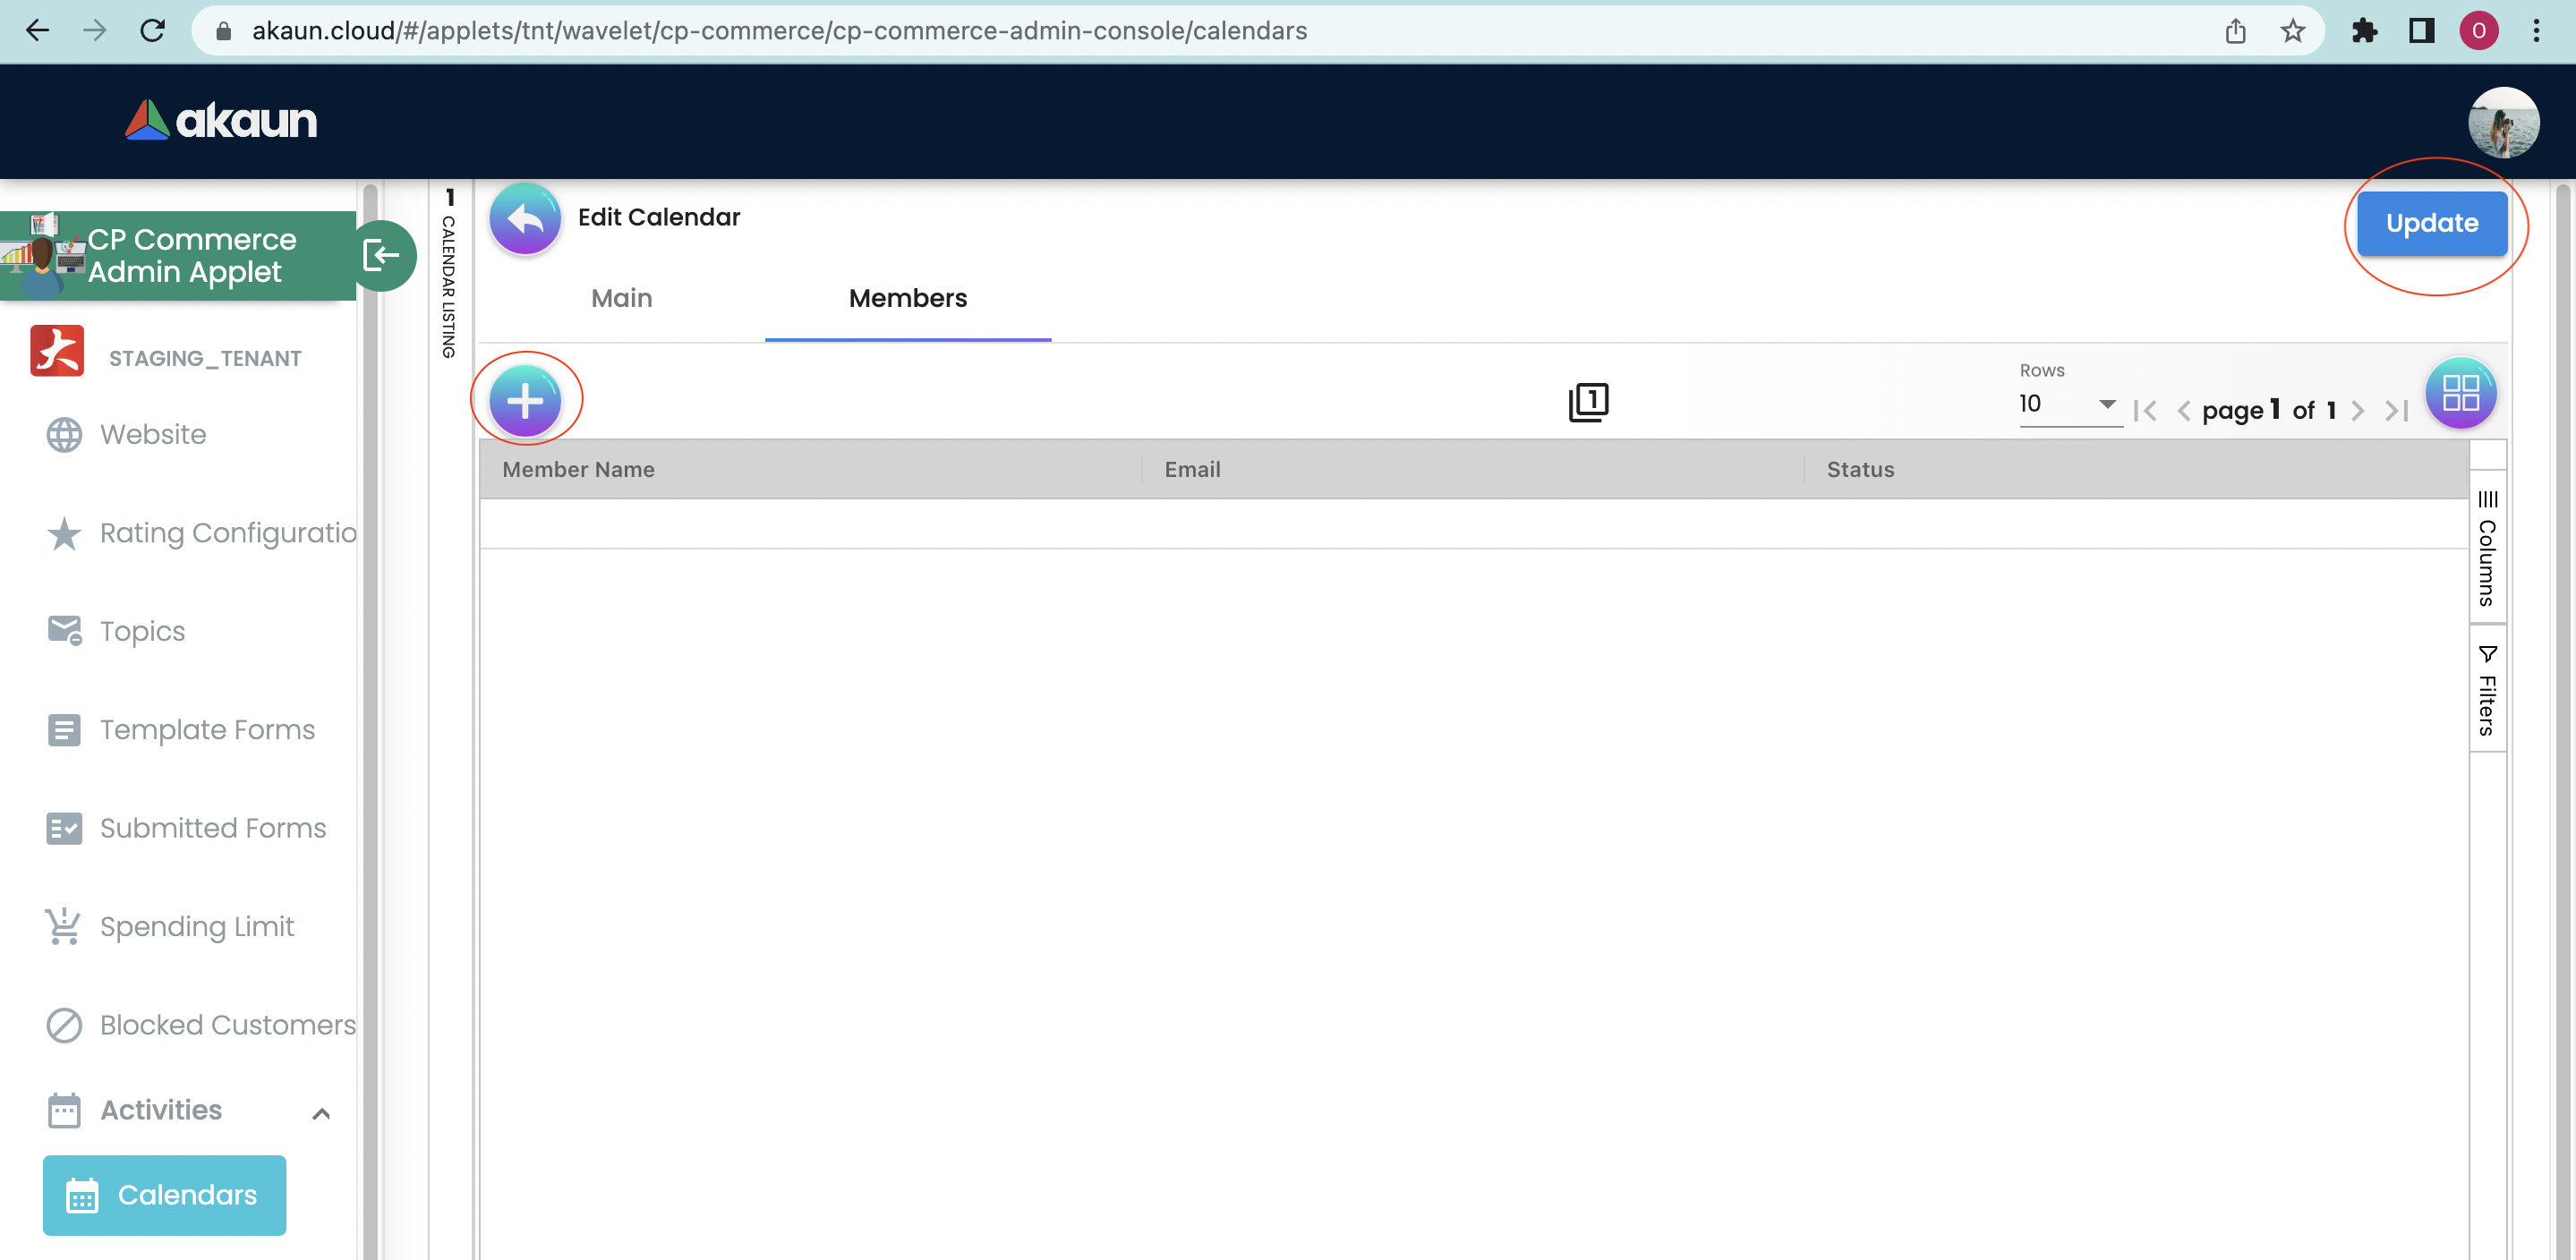 akaun.cloud/#/applets/tnt/wavelet/cp-commerce/cp-commerce-admin-console/calendars
O
akaun
CP Commerce
Admin Applet
STAGING_TENANT
Website
Rating Configuratio
Topics
Template Forms
Submitted Forms
Spending Limit
Blocked Customers
Activities
Calendars
1
CALENDAR LISTING
Edit Calendar
Update
Main
Members
1
Rows
10
page 1 of 1
Member Name
Email
Status
Columns
Filters